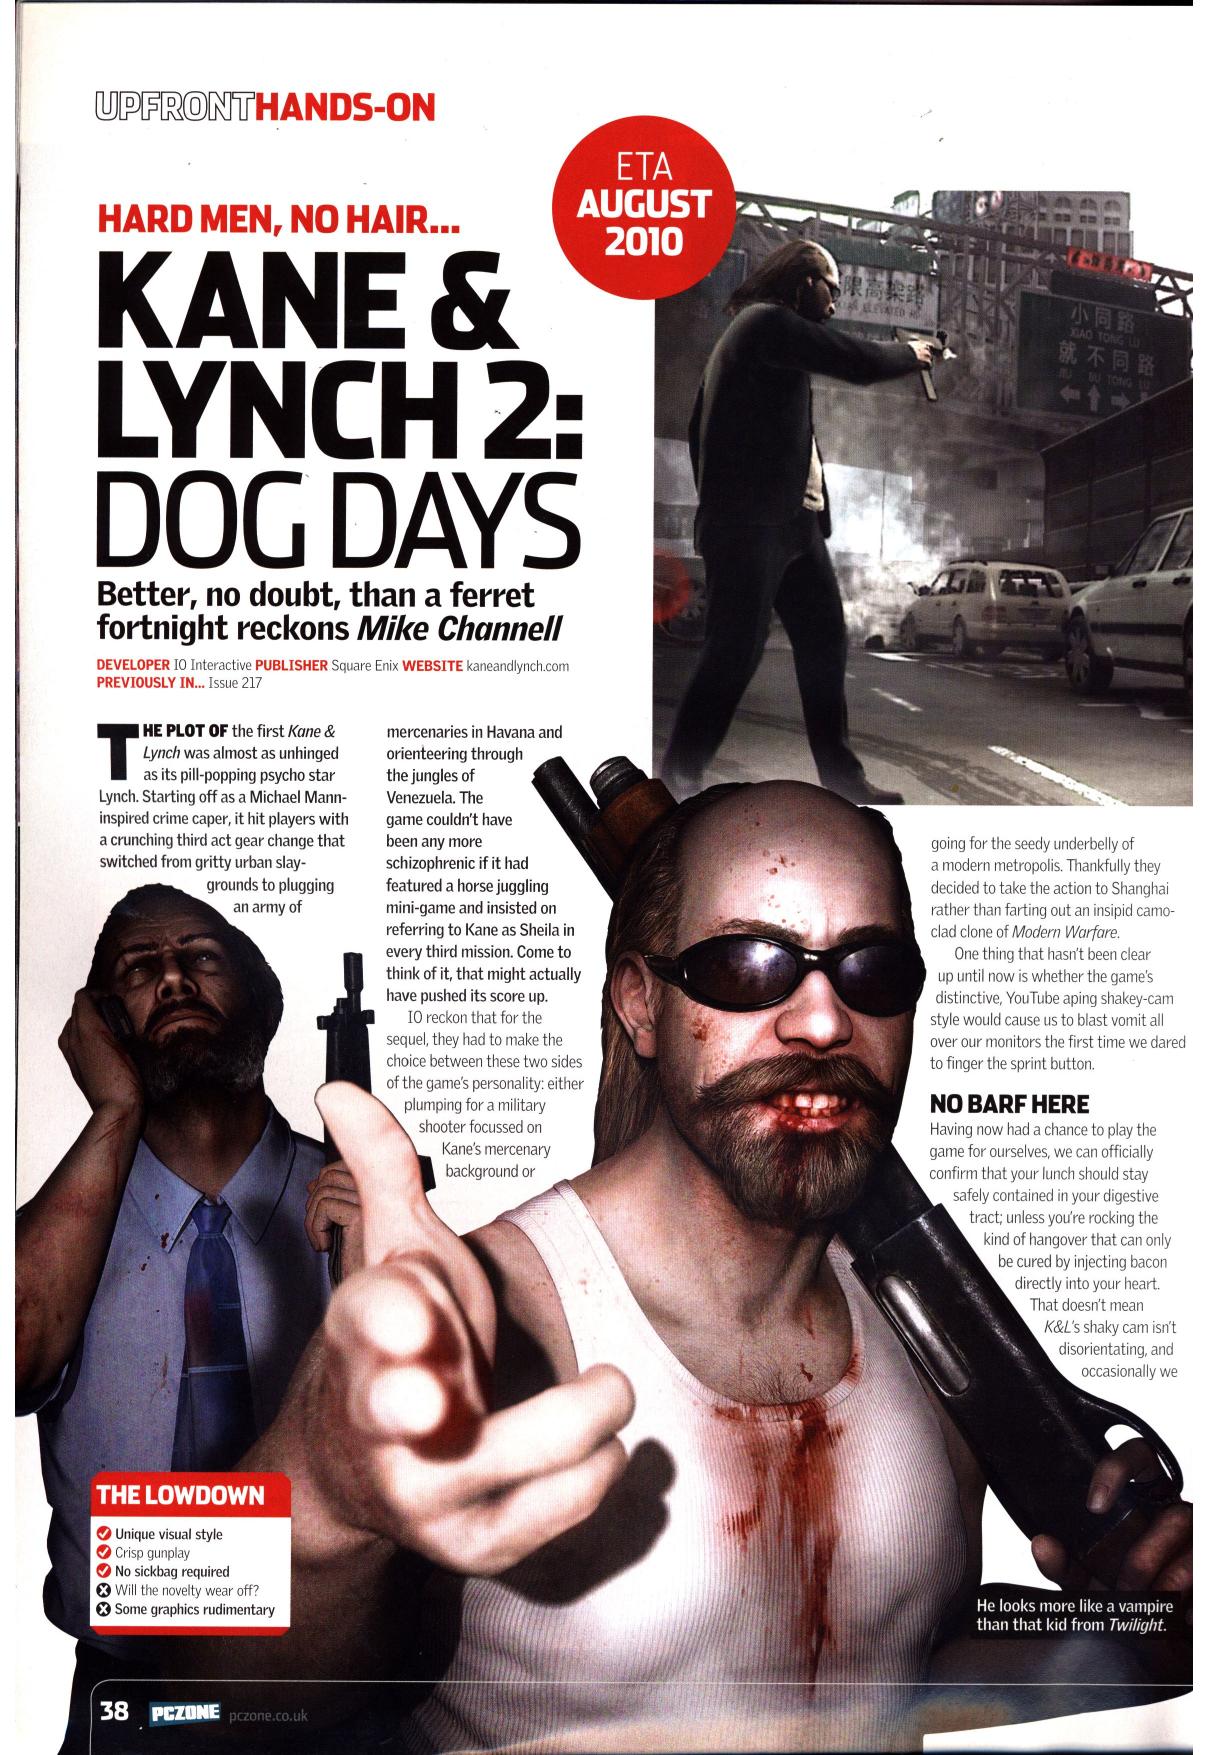 UPFRONTHANDS-ON
ETA
AUGUST
2010
HARD MEN, NO HAIR...
KANE &
LYNCH 2:
DOG DAYS
Better, no doubt, than a ferret
fortnight reckons Mike Channell
DEVELOPER IO Interactive PUBLISHER Square Enix WEBSITE kaneandlynch.com
PREVIOUSLY IN... Issue 217
限高架路
ELEVATED
小同路
XIAO TONG LU
就不同路
JIU BU TONG LU
THE PLOT OF the first Kane &
Lynch was almost as unhinged
as its pill-popping psycho star
Lynch. Starting off as a Michael Mann-
inspired crime caper, it hit players with
a crunching third act gear change that
switched from gritty urban slay-
grounds to plugging
an army of
mercenaries in Havana and
orienteering through
the jungles of
Venezuela. The
game couldn't have
been any more
schizophrenic if it had
featured a horse juggling
mini-game and insisted on
referring to Kane as Sheila in
every third mission. Come to
think of it, that might actually
have pushed its score up.
IO reckon that for the
sequel, they had to make the
choice between these two sides
of the game's personality: either
plumping for a military
shooter focussed on
Kane's mercenary
background or
going for the seedy underbelly of
a modern metropolis. Thankfully they
decided to take the action to Shanghai
rather than farting out an insipid camo-
clad clone of Modern Warfare.
One thing that hasn't been clear
up until now is whether the game's
distinctive, YouTube aping shakey-cam
style would cause us to blast vomit all
over our monitors the first time we dared
to finger the sprint button.
NO BARF HERE
Having now had a chance to play the
game for ourselves, we can officially
confirm that your lunch should stay
safely contained in your digestive
tract; unless you're rocking the
kind of hangover that can only
be cured by injecting bacon
directly into your heart.
That doesn't mean
K&L's shaky cam isn't
disorientating, and
occasionally we
THE LOWDOWN
Unique visual style
Crisp gunplay
No sickbag required
Will the novelty wear off?
Some graphics rudimentary
He looks more like a vampire
than that kid from Twilight.
38 PCZONE pczone.co.uk